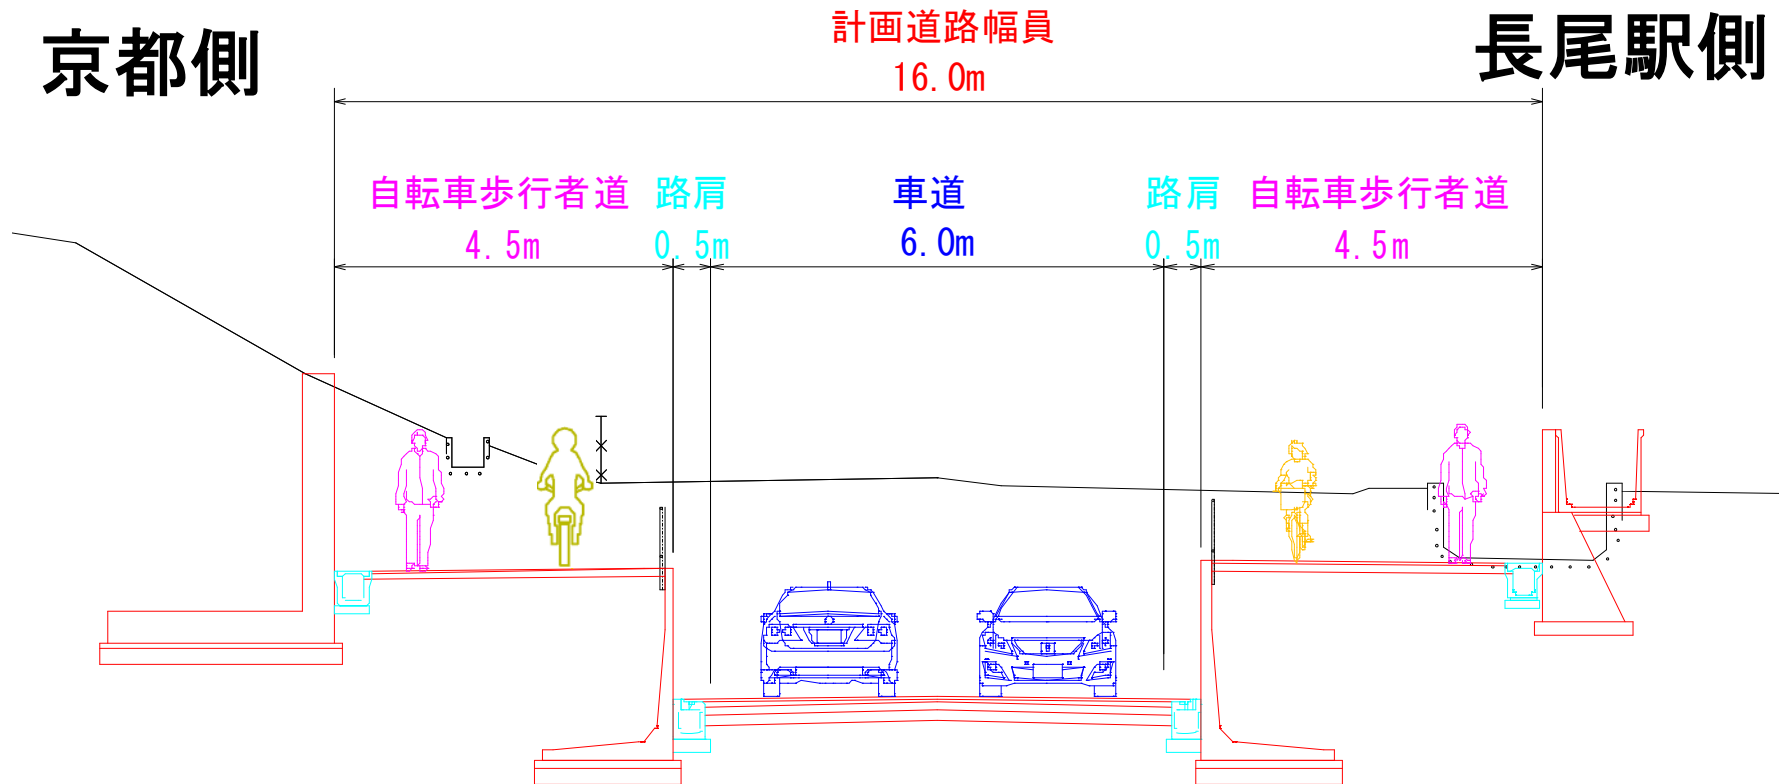 京都側
計画道路幅員
16.0m
長尾駅側
自転車歩行者道
4.5m
路肩
0.5m
車道
6.0m
路肩
0.5m
自転車歩行者道
4.5m